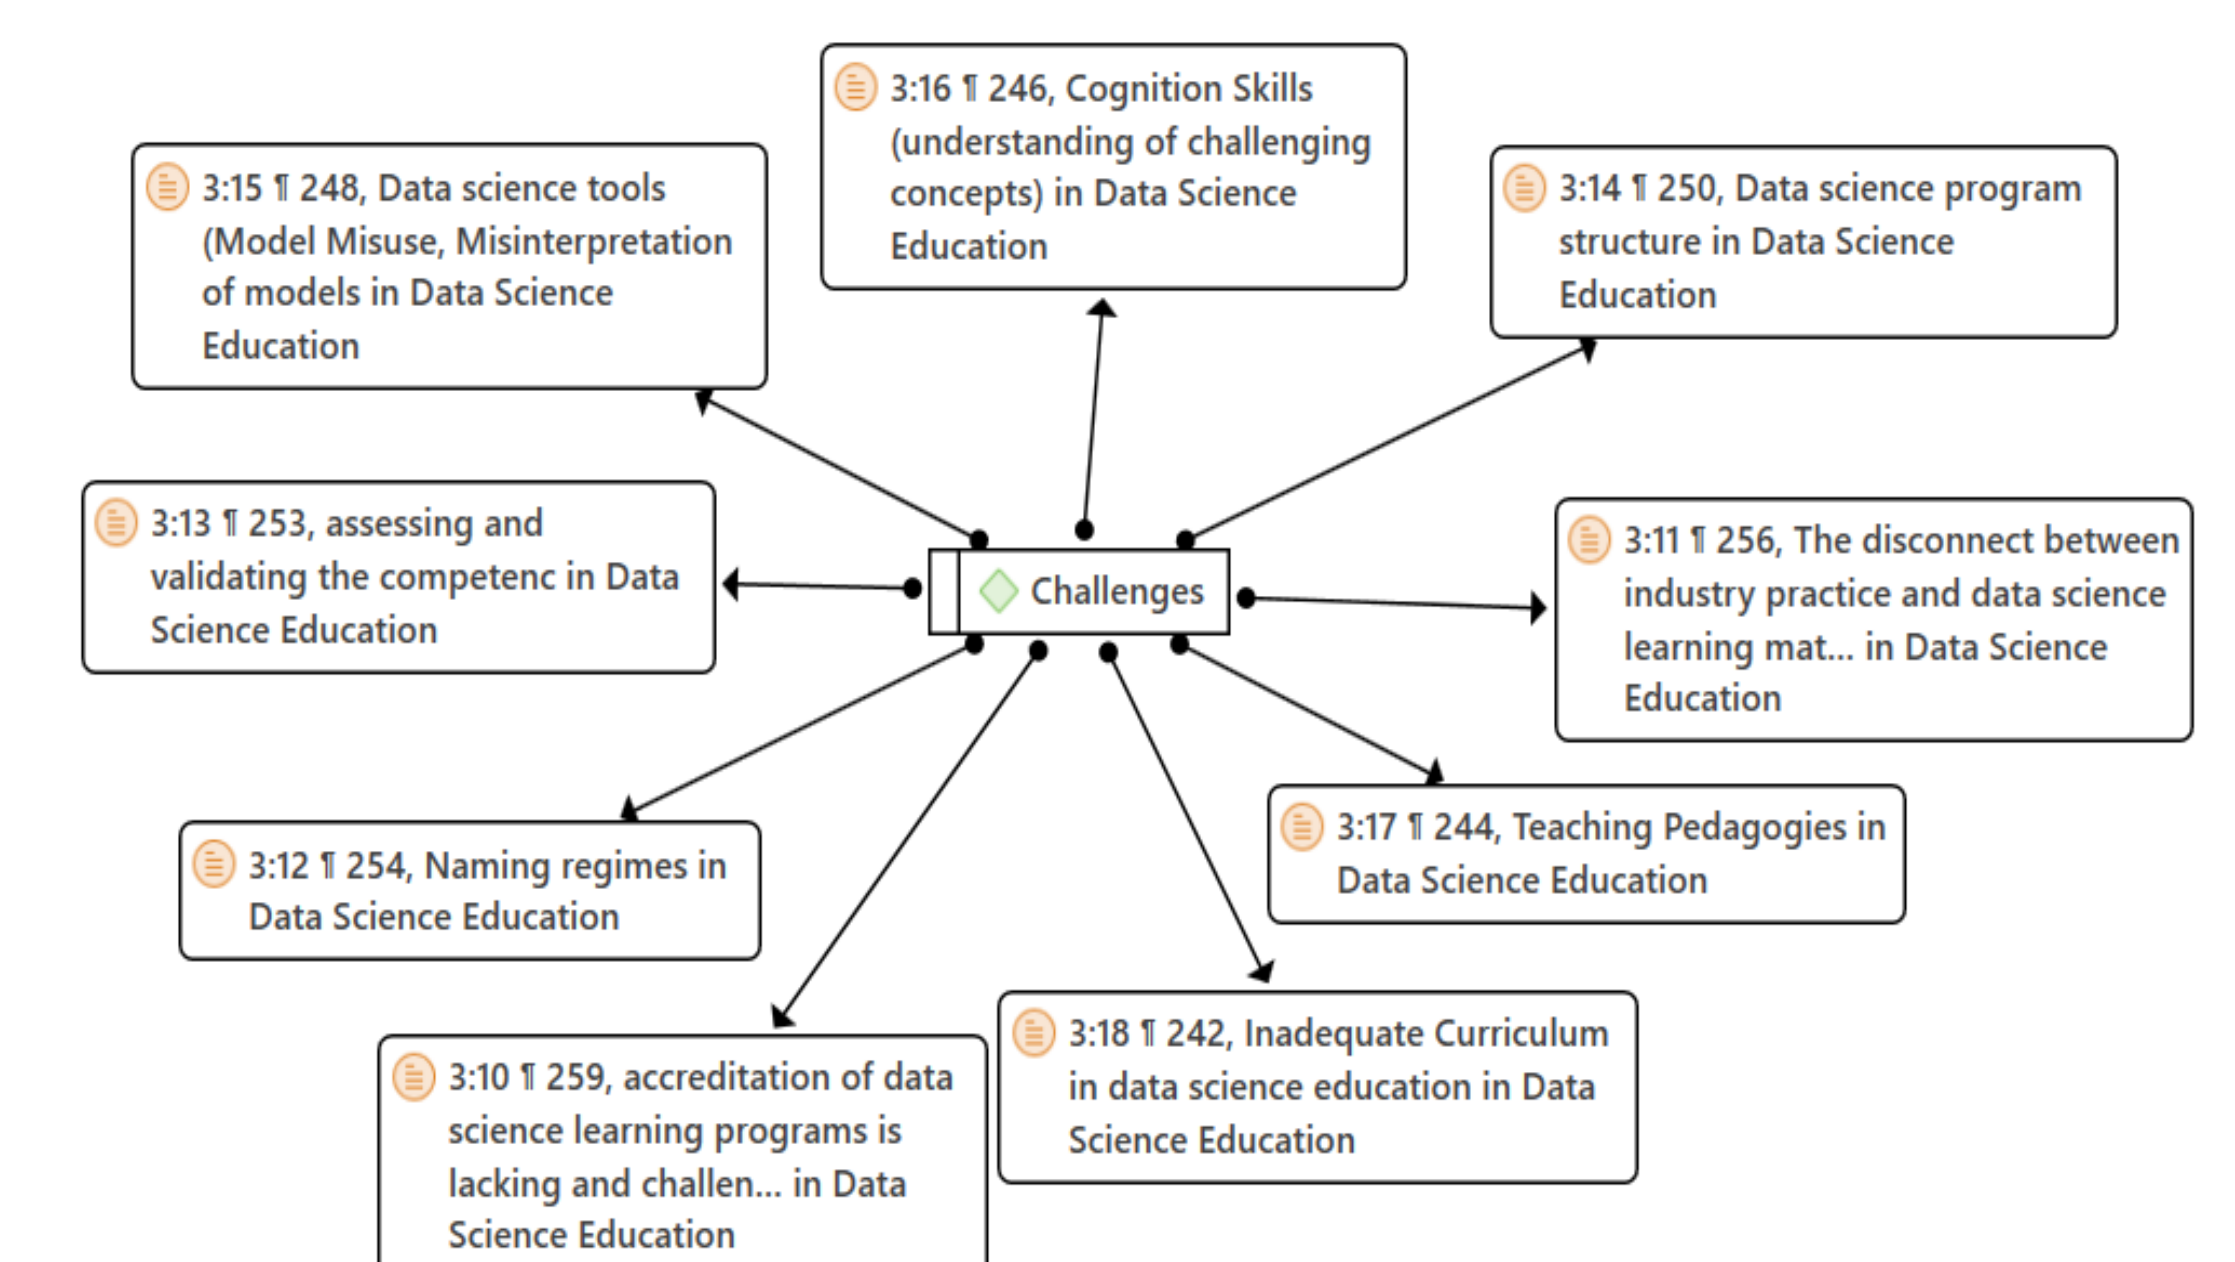 3:16 ¶ 246, Cognition Skills
(understanding of challenging
concepts) in Data Science
Education
3:15 ¶ 248, Data science tools
(Model Misuse, Misinterpretation
of models in Data Science
Education
3:14 ¶ 250, Data science program
structure in Data Science
Education
3:13 ¶ 253, assessing and
validating the competenc in Data
Science Education
Challenges
3:11 ¶ 256, The disconnect between
industry practice and data science
learning mat... in Data Science
Education
3:12 ¶ 254, Naming regimes in
Data Science Education
3:17 ¶ 244, Teaching Pedagogies in
Data Science Education
3:10 ¶ 259, accreditation of data
science learning programs is
lacking and challen... in Data
Science Education
3:18 ¶ 242, Inadequate Curriculum
in data science education in Data
Science Education